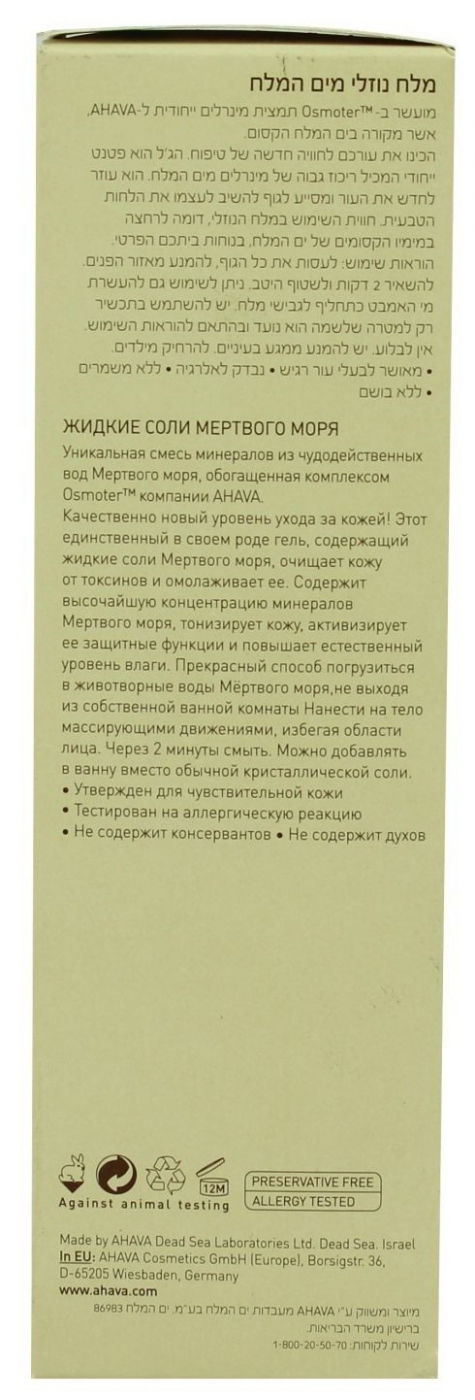 מלח נוזלי מים המלח
מועשר ב-Osmoter™ תמצית מינרלים ייחודית ל-AHAVA,
אשר מקורה בים המלח הקסום.
הכינו את עורכם לחוויה חדשה של טיפוח. הג'ל הוא פטנט
ייחודי המכיל ריכוז גבוה של מינרלים מים המלח. הוא עוזר
לחדש את העור ומסייע לגוף להשיב לעצמו את הלחות
הטבעית. חווית השימוש במלח הנוזלי, דומה לרחצה
במימיו הקסומים של ים המלח, בנוחות ביתכם הפרטי.
הוראות שימוש: לעסות את כל הגוף, להמנע מאזור הפנים.
להשאיר 2 דקות ולשטוף היטב. ניתן לשימוש גם להעשרת
מי האמבט כתחליף לגבישי מלח. יש להשתמש בתכשיר
רק למטרה שלשמה הוא נועד ובהתאם להוראות השימוש.
אין לבלוע. יש להמנע ממגע בעיניים. להרחיק מילדים.
• מאושר לבעלי עור רגיש • נבדק לאלרגיה • ללא משמרים
• ללא בושם
ЖИДКИЕ СОЛИ МЕРТВОГО МОРЯ
Уникальная смесь минералов из чудодейственных
вод Мертвого моря, обогащенная комплексом
Osmoter™ компании AHAVA.
Качественно новый уровень ухода за кожей! Этот
единственный в своем роде гель, содержащий
жидкие соли Мертвого моря, очищает кожу
от токсинов и омолаживает ее. Содержит
высочайшую концентрацию минералов
Мертвого моря, тонизирует кожу, активизирует
ее защитные функции и повышает естественный
уровень влаги. Прекрасный способ погрузиться
в животворные воды Мёртвого моря,не выходя
из собственной ванной комнаты Нанести на тело
массирующими движениями, избегая области
лица. Через 2 минуты смыть. Можно добавлять
в ванну вместо обычной кристаллической соли.
• Утвержден для чувствительной кожи
• Тестирован на аллергическую реакцию
• Не содержит консервантов • Не содержит духов
12M
Against animal testing
PRESERVATIVE FREE
ALLERGY TESTED
Made by AHAVA Dead Sea Laboratories Ltd. Dead Sea. Israel
In EU: AHAVA Cosmetics GmbH (Europe), Borsigstr. 36,
D-65205 Wiesbaden, Germany
www.ahava.com
מיוצר ומשווק ע"י AHAVA מעבדות ים המלח בע"מ. ים המלח 86983
ברישיון משרד הבריאות.
שירות לקוחות: 1-800-20-50-70